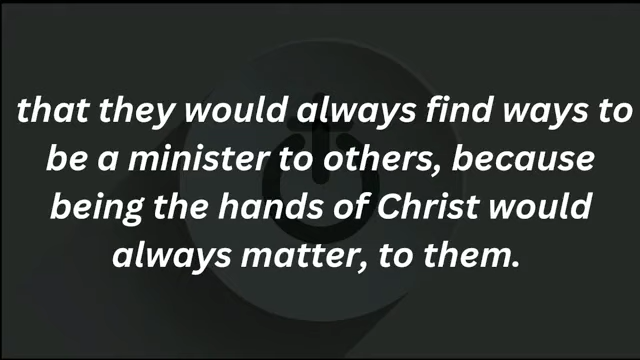 that they would always find ways to
be a minister to others, because
being the hands of Christ would
always matter, to them.